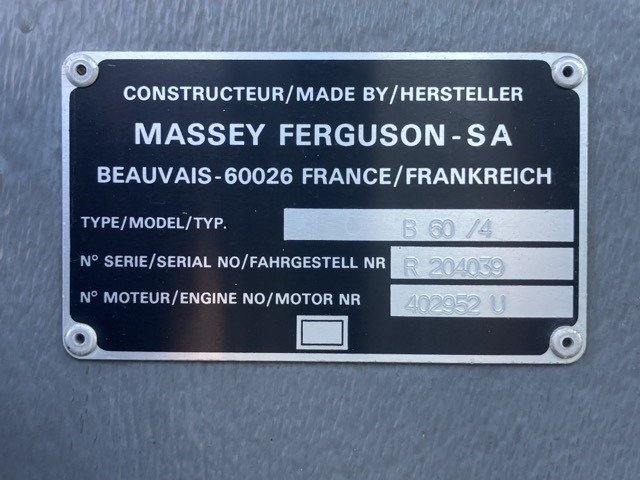 CONSTRUCTEUR/MADE BY/HERSTELLER
MASSEY FERGUSON-SA
BEAUVAIS-60026 FRANCE/FRANKREICH
TYPE/MODEL/TYP. B 60 /4
N° SERIE/SERIAL NO/FAHRGESTELL NR R 204039
N° MOTEUR/ENGINE NO/MOTOR NR 402952 U